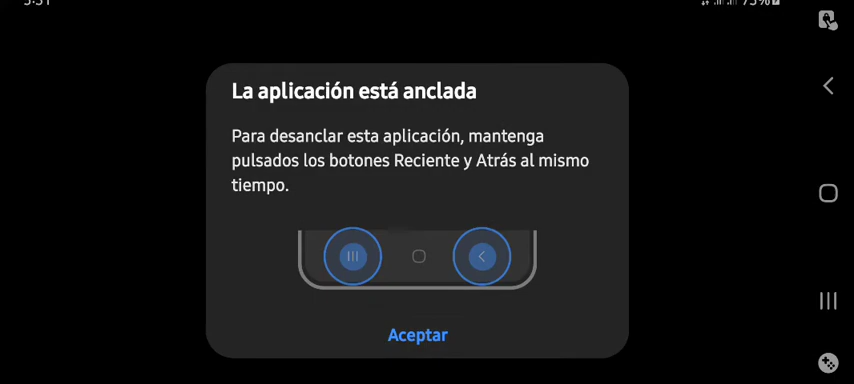 La aplicación está anclada
Para desanclar esta aplicación, mantenga
pulsados los botones Reciente y Atrás al mismo
tiempo.
Aceptar